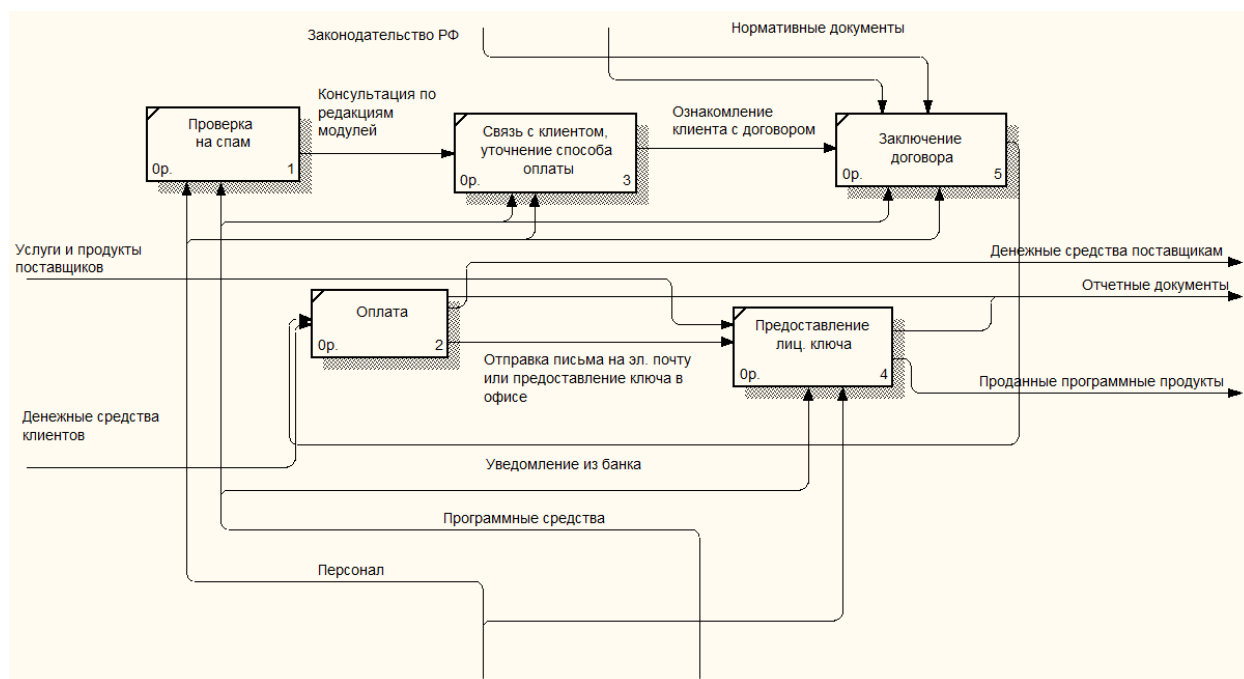 Законодательство РФ
Нормативные документы
Консультация по
редакциям
модулей
Ознакомление
клиента с договором
Проверка
на спам
0р.
1
Связь с клиентом,
уточнение способа
оплаты
0р.
3
Заключение
договора
0р.
5
Услуги и продукты
поставщиков
Денежные средства поставщикам
Отчетные документы
Оплата
0р.
2
Предоставление
лиц. ключа
0р.
4
Отправка письма на эл. почту
или предоставление ключа в
офисе
Проданные программные продукты
Денежные средства
клиентов
Уведомление из банка
Программные средства
Персонал